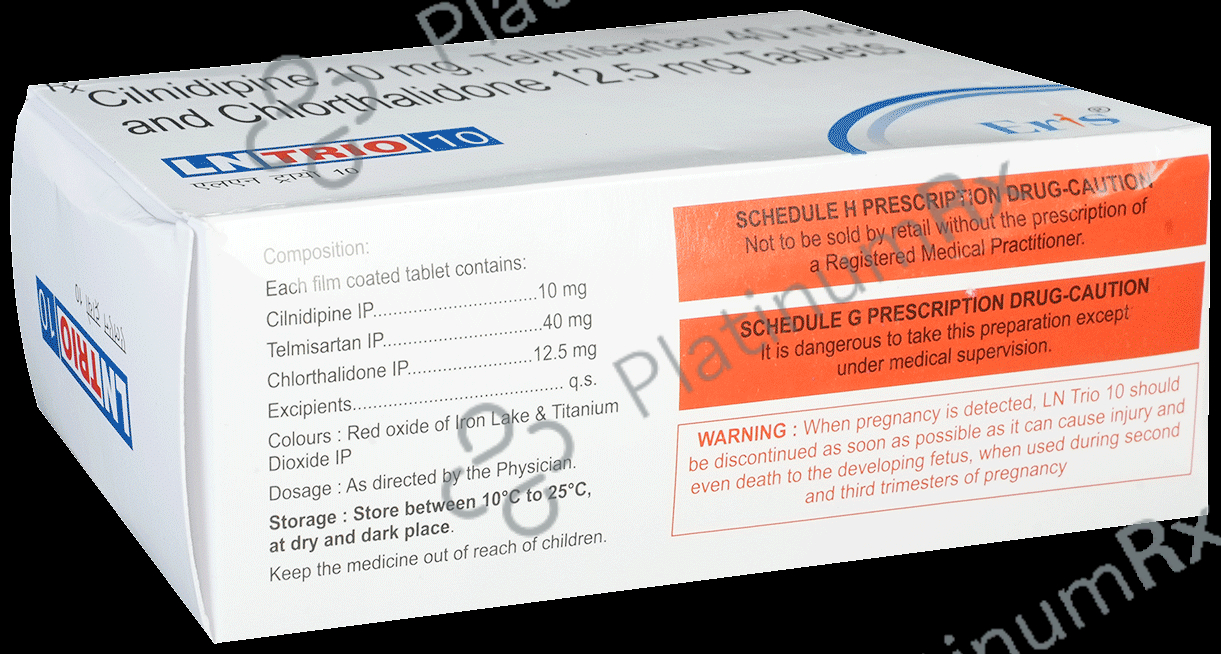 Rx Cilnidipine 10 mg, Telmisartan 40 mg
and Chlorthalidone 12.5 mg Tablets
LNTRIO 10
एलएन ट्रायो 10
Eris®
Composition:
Each film coated tablet contains:
Cilnidipine IP..................................10 mg
Telmisartan IP.................................40 mg
Chlorthalidone IP..........................12.5 mg
Excipients............................................ q.s.
Colours : Red oxide of Iron Lake & Titanium
Dioxide IP
Dosage : As directed by the Physician.
Storage : Store between 10°C to 25°C,
at dry and dark place.
Keep the medicine out of reach of children.
SCHEDULE H PRESCRIPTION DRUG-CAUTION
Not to be sold by retail without the prescription of
a Registered Medical Practitioner.
SCHEDULE G PRESCRIPTION DRUG-CAUTION
It is dangerous to take this preparation except
under medical supervision.
WARNING : When pregnancy is detected, LN Trio 10 should
be discontinued as soon as possible as it can cause injury and
even death to the developing fetus, when used during second
and third trimesters of pregnancy
LNTRIO 10
एलएन ट्रायो 10
Plati
PlatinumRx
inumRx